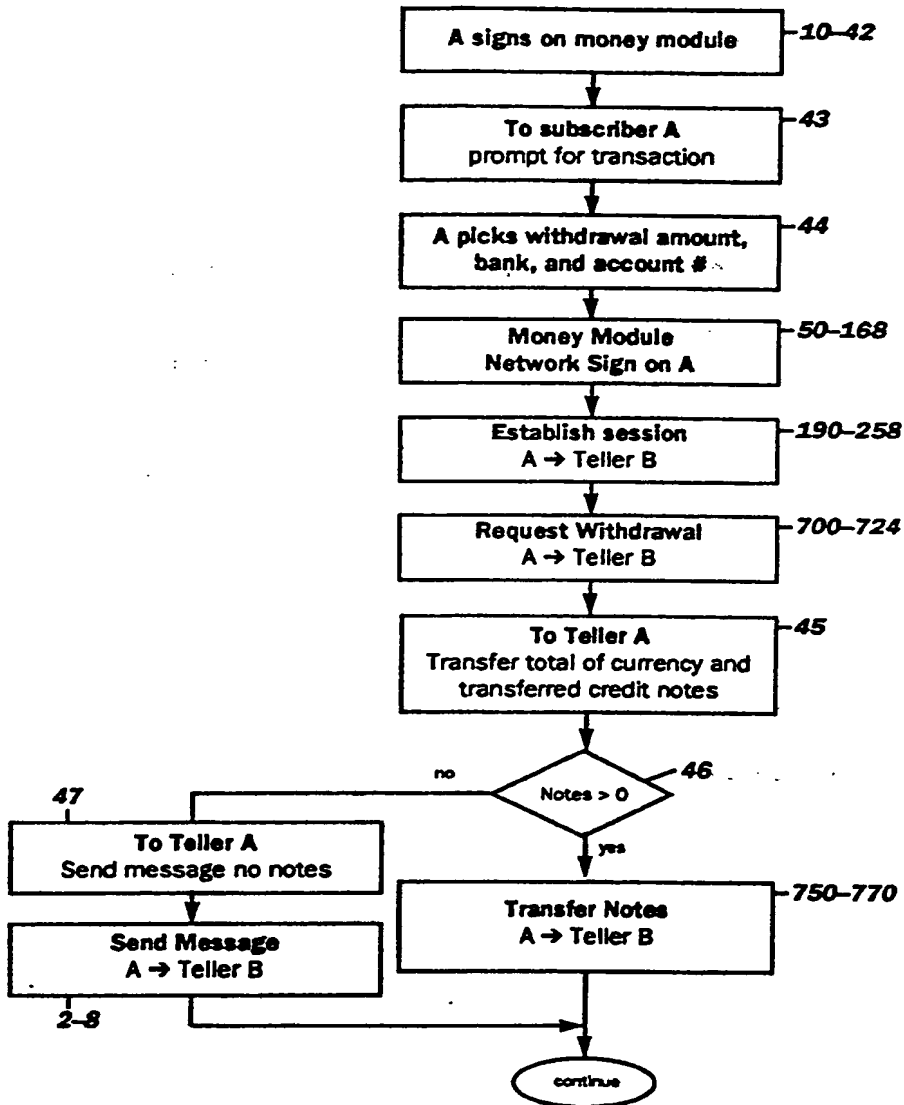 A signs on money module
10–42
To subscriber A
prompt for transaction
43
A picks withdrawal amount,
bank, and account #
44
Money Module
Network Sign on A
50–168
Establish session
A → Teller B
190–258
Request Withdrawal
A → Teller B
700–724
To Teller A
Transfer total of currency and
transferred credit notes
45
Notes > 0
46
no
yes
47
To Teller A
Send message no notes
Send Message
A → Teller B
2–8
Transfer Notes
A → Teller B
750–770
continue